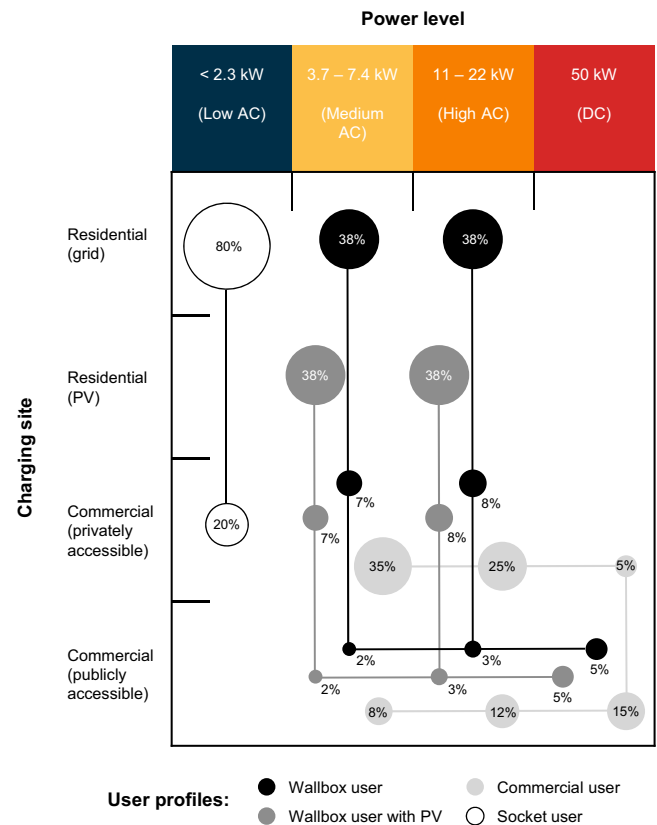 Power level
< 2.3 kW
(Low AC)
3.7 – 7.4 kW
(Medium
AC)
11 – 22 kW
(High AC)
50 kW
(DC)
Charging site
Residential
(grid)
80%
38%
38%
Residential
(PV)
38%
38%
Commercial
(privately
accessible)
20%
7%
8%
7%
8%
35%
25%
5%
Commercial
(publicly
accessible)
2%
3%
5%
2%
3%
5%
8%
12%
15%
User profiles:
Wallbox user
Commercial user
Wallbox user with PV
Socket user